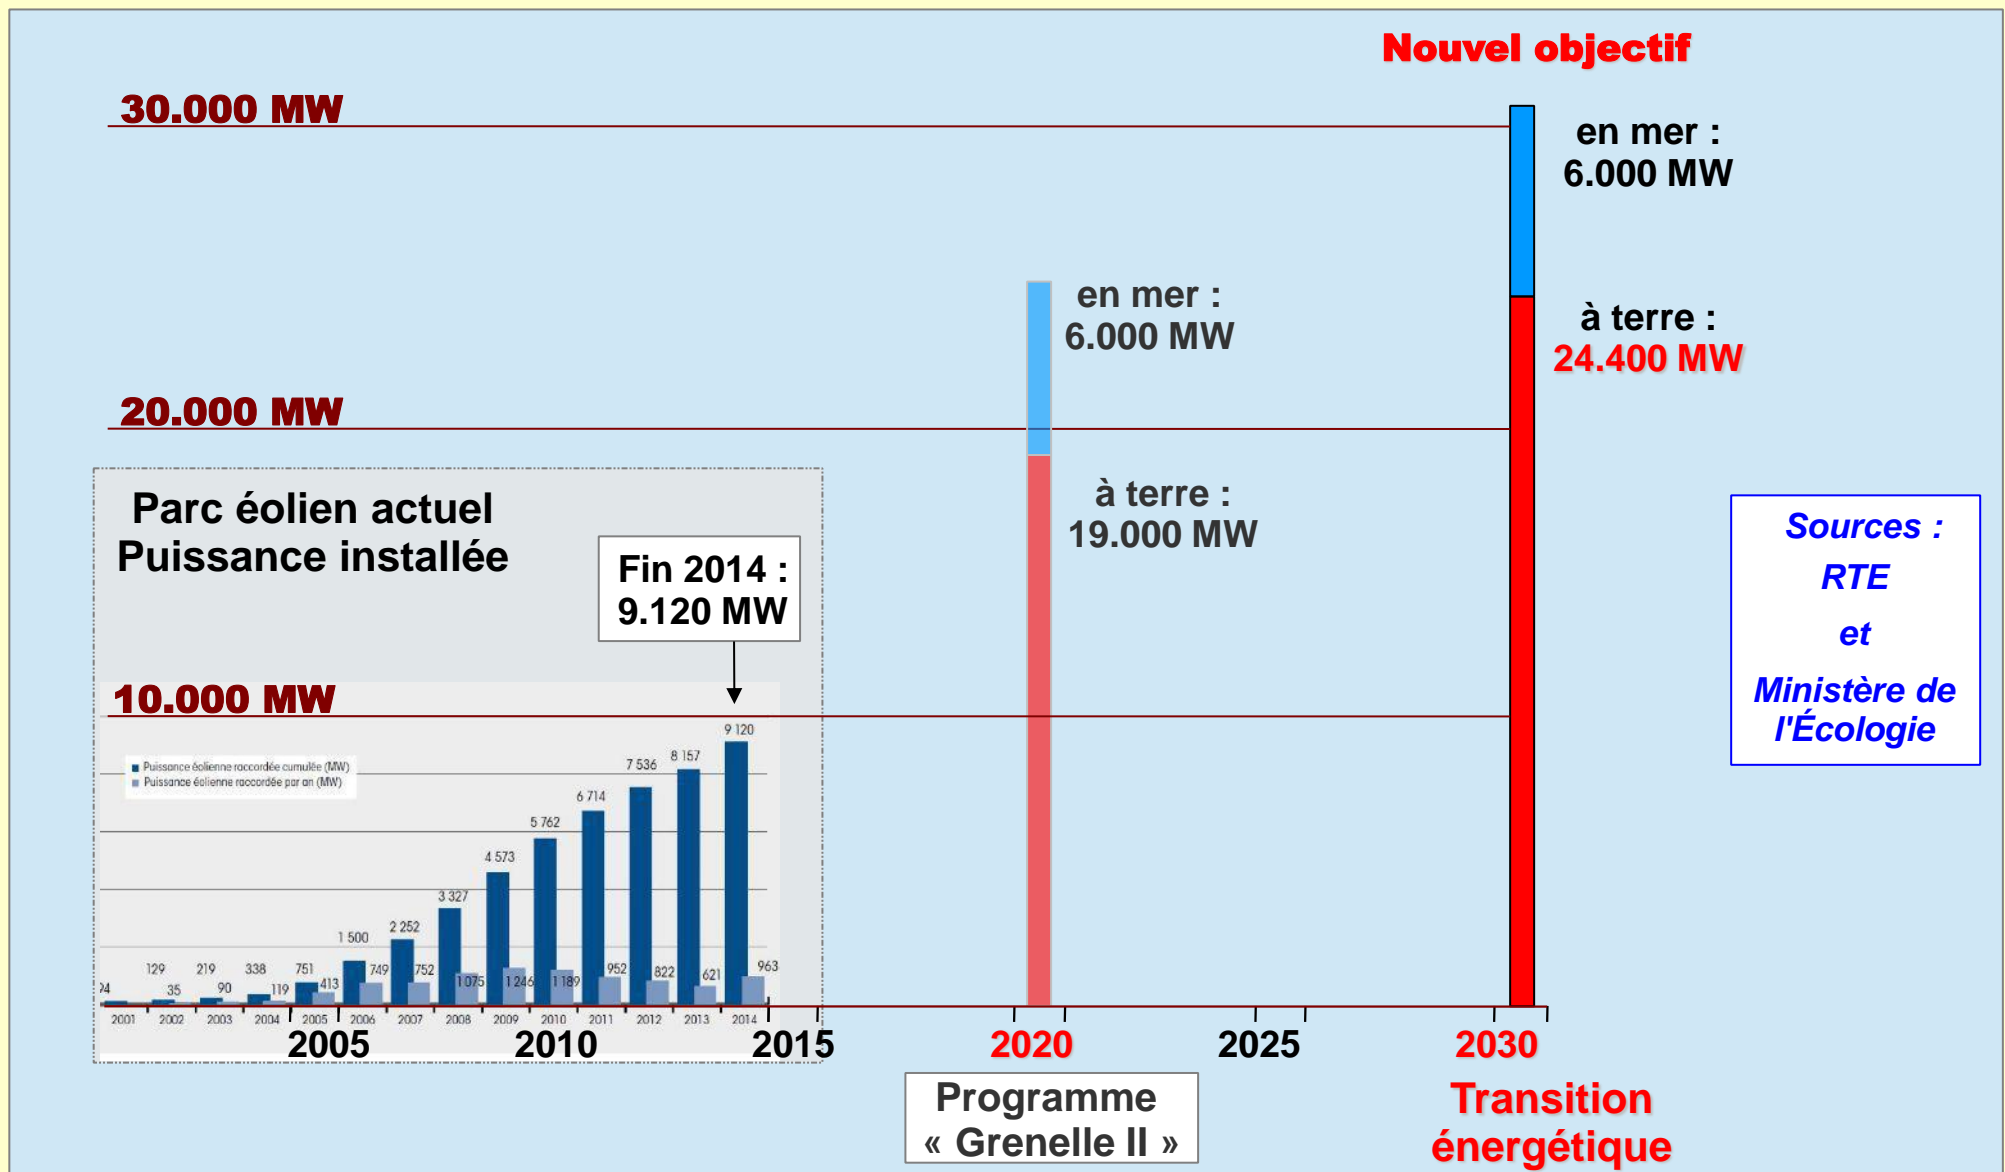 Nouvel objectif
30.000 MW
en mer :
6.000 MW
en mer :
6.000 MW
à terre :
24.400 MW
20.000 MW
Parc éolien actuel
Puissance installée
à terre :
19.000 MW
Fin 2014 :
9.120 MW
Sources :
RTE
et
Ministère de
l'Écologie
10.000 MW
Puissance éolienne raccordée cumulée (MW)
Puissance éolienne raccordée par an (MW)
94 129 219 338 751 1 500 2 252 3 327 4 573 5 762 6 714 7 536 8 157 9 120
35 90 119 413 749 752 1 075 1 246 1 189 952 822 621 963
2001 2002 2003 2004 2005 2006 2007 2008 2009 2010 2011 2012 2013 2014
2005 2010 2015 2020 2025 2030
Programme
« Grenelle II »
Transition
énergétique